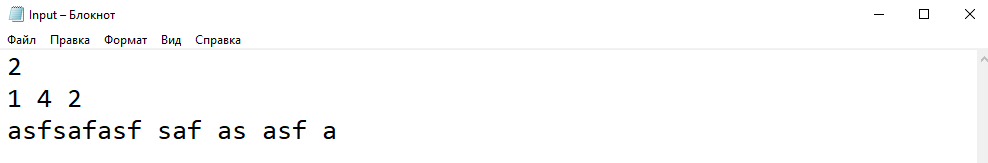 Input – Блокнот
Файл Правка Формат Вид Справка
2
1 4 2
asfsafasf saf as asf a